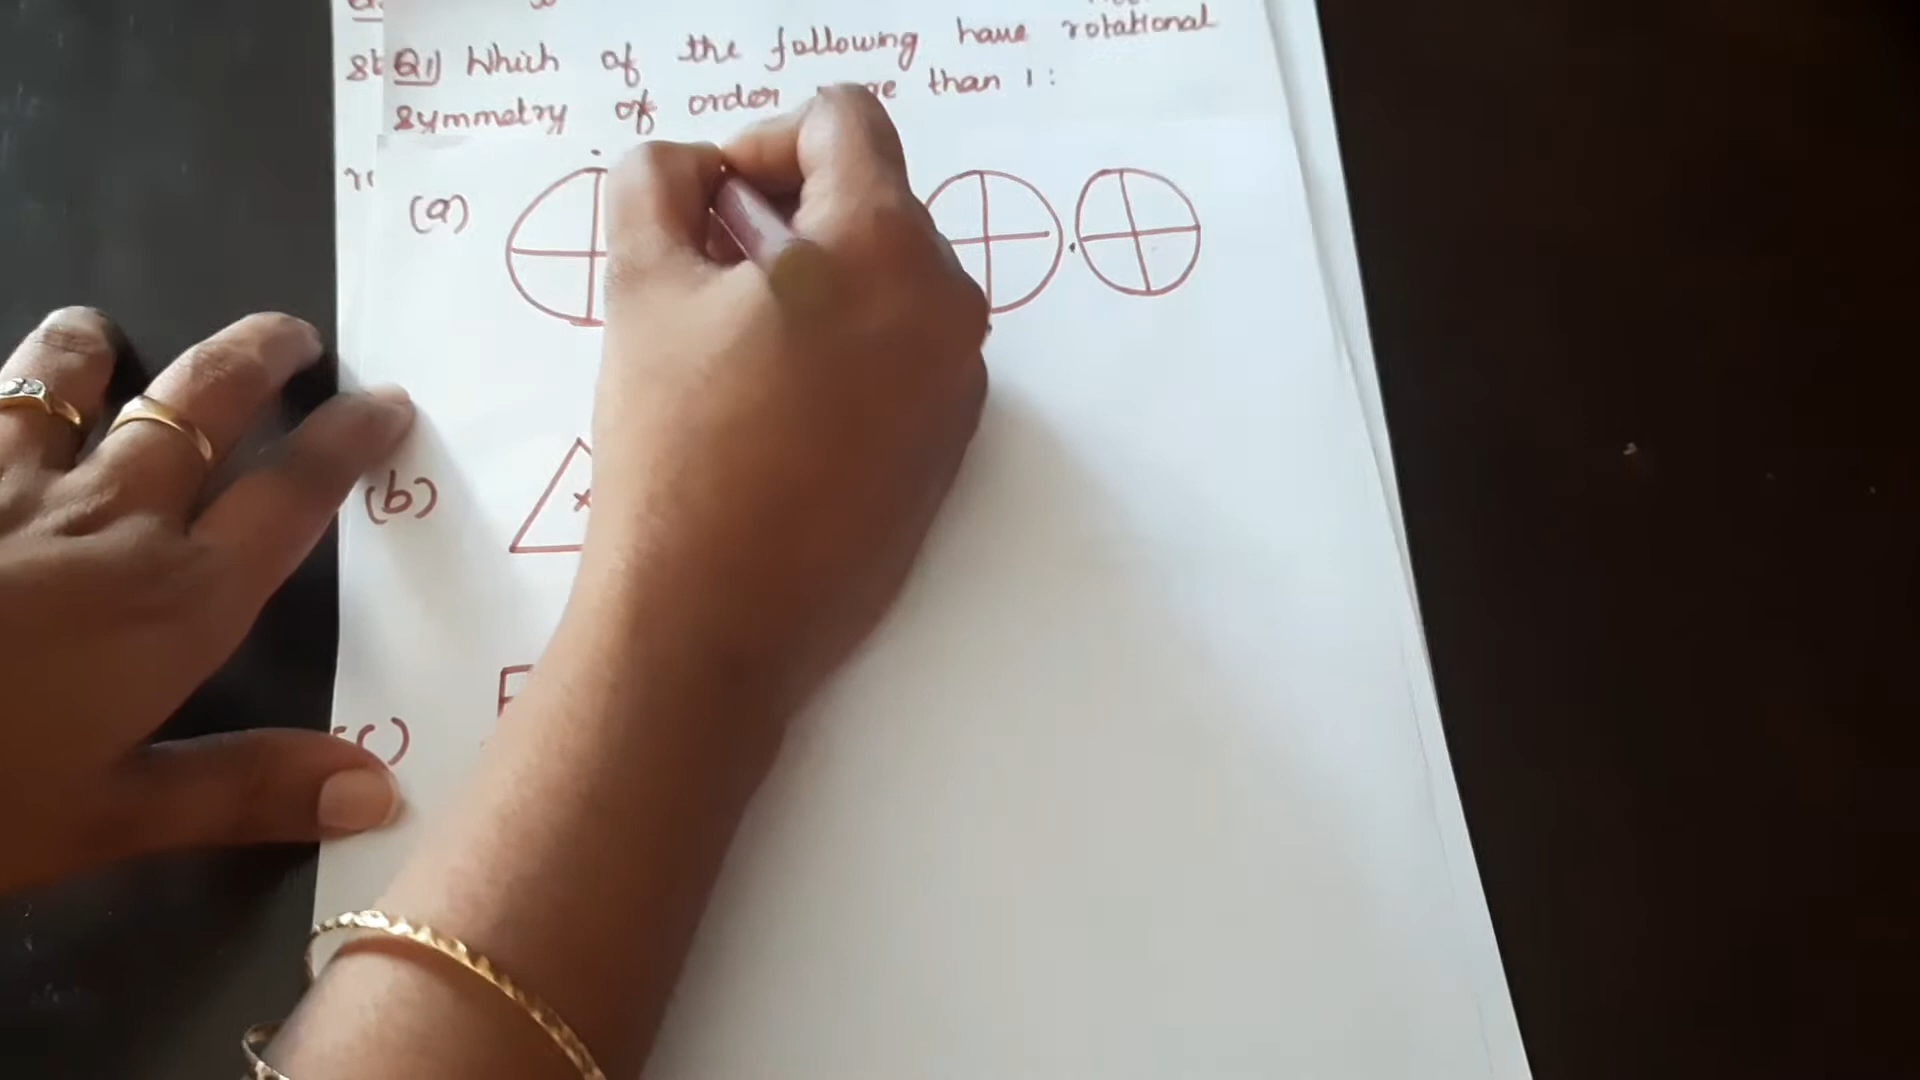 Q1) Which of the following have rotational
symmetry of order than 1:
(a)
(b)
(c)